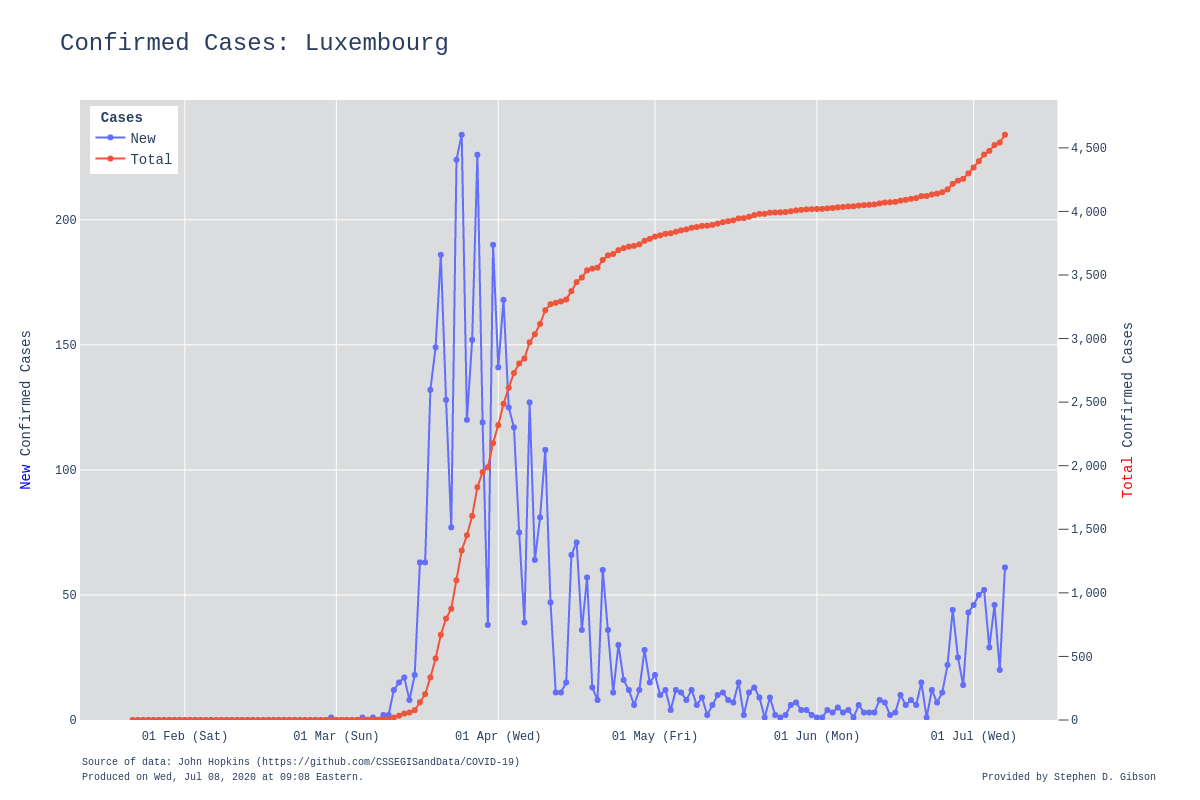 Confirmed Cases: Luxembourg
Cases
New
Total
200
150
100
50
0
4,500
4,000
3,500
3,000
2,500
2,000
1,500
1,000
500
0
New Confirmed Cases
Total Confirmed Cases
01 Feb (Sat) 01 Mar (Sun) 01 Apr (Wed) 01 May (Fri) 01 Jun (Mon) 01 Jul (Wed)
Source of data: John Hopkins (https://github.com/CSSEGISandData/COVID-19)
Produced on Wed, Jul 08, 2020 at 09:08 Eastern.
Provided by Stephen D. Gibson